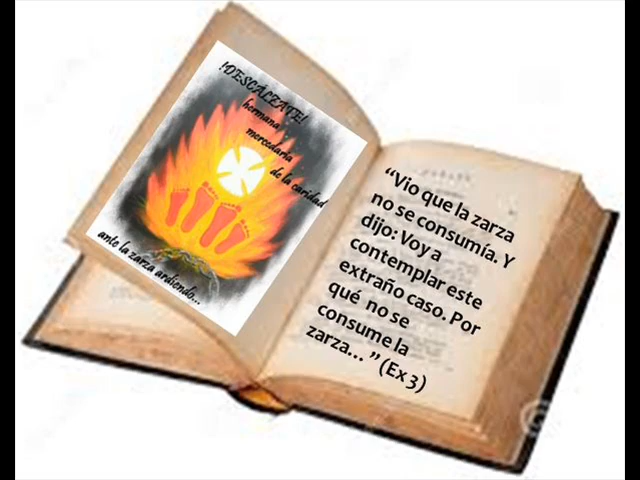 !DESCÁLZATE!
hermana
mercedaria
de la caridad
ante la zarza ardiendo...
“Vio que la zarza
no se consumía. Y
dijo: Voy a
contemplar este
extraño caso. Por
qué no se
consume la
zarza... ” (Ex 3)